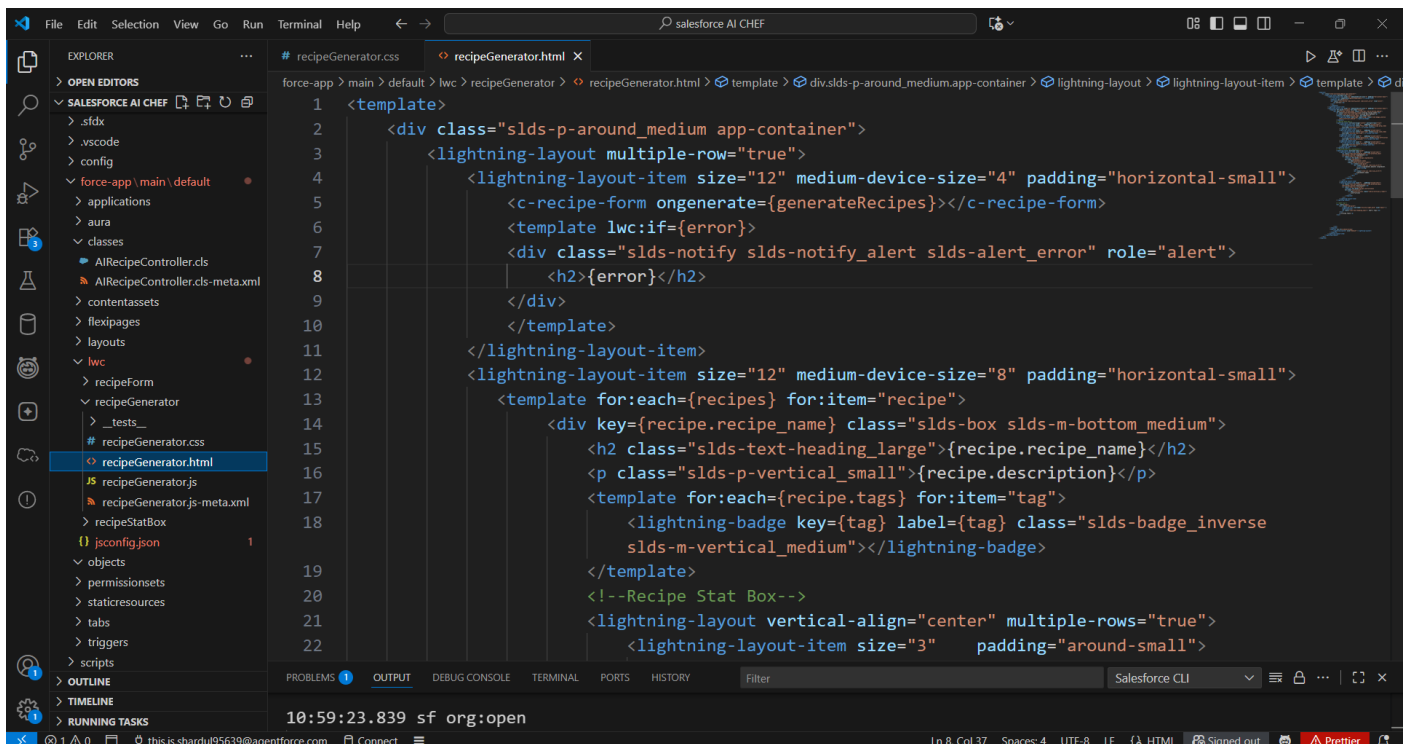 File Edit Selection View Go Run Terminal Help
salesforce AI CHEF
EXPLORER
OPEN EDITORS
SALESFORCE AI CHEF
.sfdx
.vscode
config
force-app \ main \ default
applications
aura
classes
AIRecipeController.cls
AIRecipeController.cls-meta.xml
contentassets
flexipages
layouts
lwc
recipeForm
recipeGenerator
__tests__
# recipeGenerator.css
<> recipeGenerator.html
JS recipeGenerator.js
recipeGenerator.js-meta.xml
recipeStatBox
{} jsconfig.json 1
objects
permissionsets
staticresources
tabs
triggers
scripts
OUTLINE
TIMELINE
RUNNING TASKS
3
1
1
# recipeGenerator.css <> recipeGenerator.html
force-app > main > default > lwc > recipeGenerator > <> recipeGenerator.html > template > div.slds-p-around_medium.app-container > lightning-layout > lightning-layout-item > template > di
1 <template>
2 <div class="slds-p-around_medium app-container">
3 <lightning-layout multiple-row="true">
4 <lightning-layout-item size="12" medium-device-size="4" padding="horizontal-small">
5 <c-recipe-form ongenerate={generateRecipes}></c-recipe-form>
6 <template lwc:if={error}>
7 <div class="slds-notify slds-notify_alert slds-alert_error" role="alert">
8 <h2>{error}</h2>
9 </div>
10 </template>
11 </lightning-layout-item>
12 <lightning-layout-item size="12" medium-device-size="8" padding="horizontal-small">
13 <template for:each={recipes} for:item="recipe">
14 <div key={recipe.recipe_name} class="slds-box slds-m-bottom_medium">
15 <h2 class="slds-text-heading_large">{recipe.recipe_name}</h2>
16 <p class="slds-p-vertical_small">{recipe.description}</p>
17 <template for:each={recipe.tags} for:item="tag">
18 <lightning-badge key={tag} label={tag} class="slds-badge_inverse
slds-m-vertical_medium"></lightning-badge>
19 </template>
20 <!--Recipe Stat Box-->
21 <lightning-layout vertical-align="center" multiple-rows="true">
22 <lightning-layout-item size="3" padding="around-small">
PROBLEMS 1 OUTPUT DEBUG CONSOLE TERMINAL PORTS HISTORY Filter Salesforce CLI
10:59:23.839 sf org:open
1 0 this.is.shardul95639@agentforce.com Connect Ln 8, Col 37 Spaces: 4 UTF-8 LF HTML Signed out Prettier